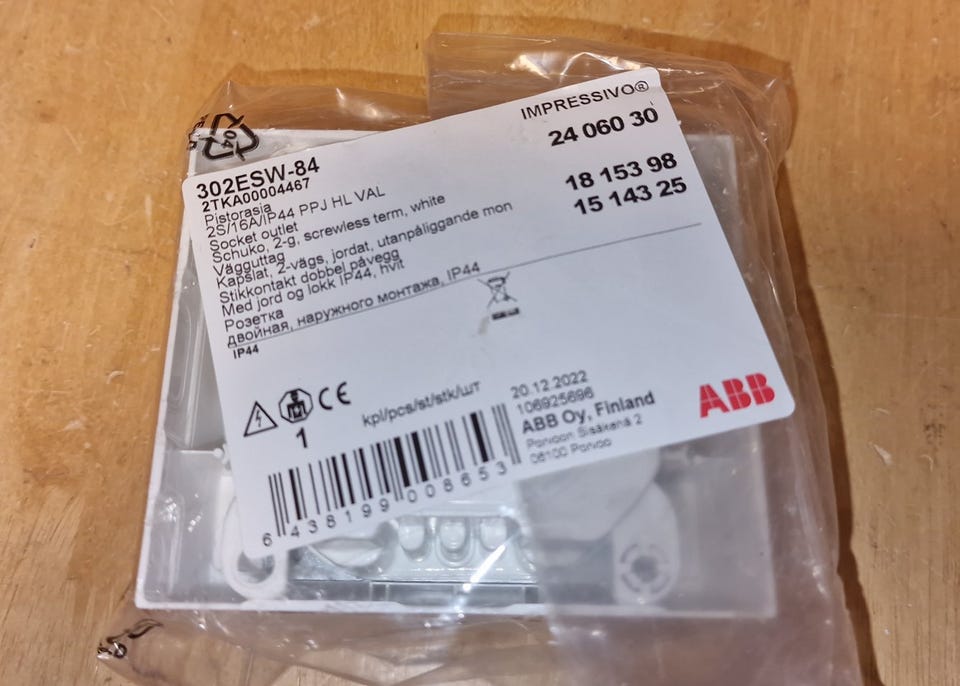 IMPRESSIVO®
24 060 30
18 153 98
15 143 25
04
302ESW-84
2TKA00004467
Pistorasia
2S/16A/IP44 PPJ HL VAL
Socket outlet
Schuko, 2-g, screwless term, white
Vägguttag
Kapslat, 2-vägs, jordat, utanpåliggande mon
Stikkontakt dobbel påvegg
Med jord og lokk IP44, hvit
Розетка
двойная, наружного монтажа, IP44
IP44
CE
1
kpl/pcs/st/stk/шт
20.12.2022
106925696
ABB Oy, Finland
Porvoon Sisäkehä 2
06100 Porvoo
ABB
6 438199 008653